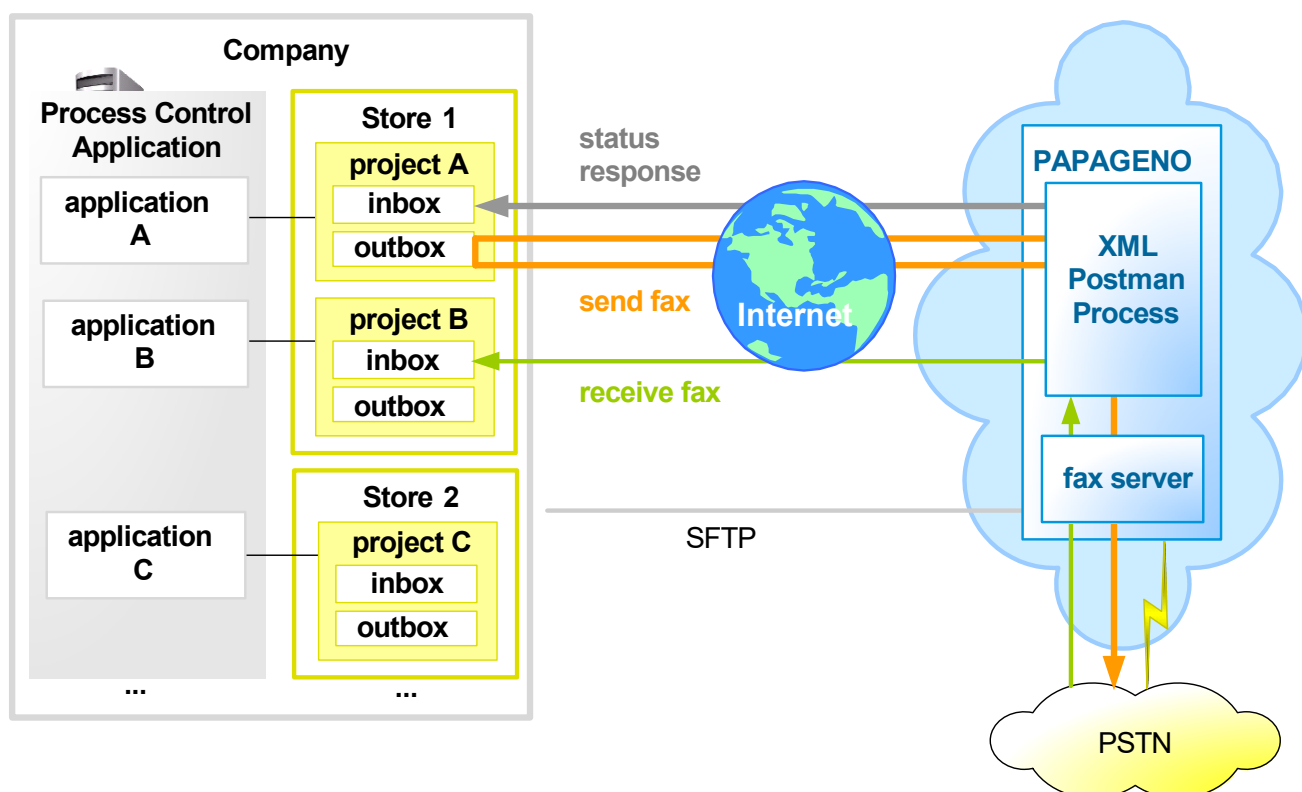 Company
Process Control
Application
application
A
application
B
application
C
...
Store 1
project A
inbox
outbox
project B
inbox
outbox
Store 2
project C
inbox
outbox
...
status
response
send fax
receive fax
Internet
SFTP
PAPAGENO
XML
Postman
Process
fax server
PSTN